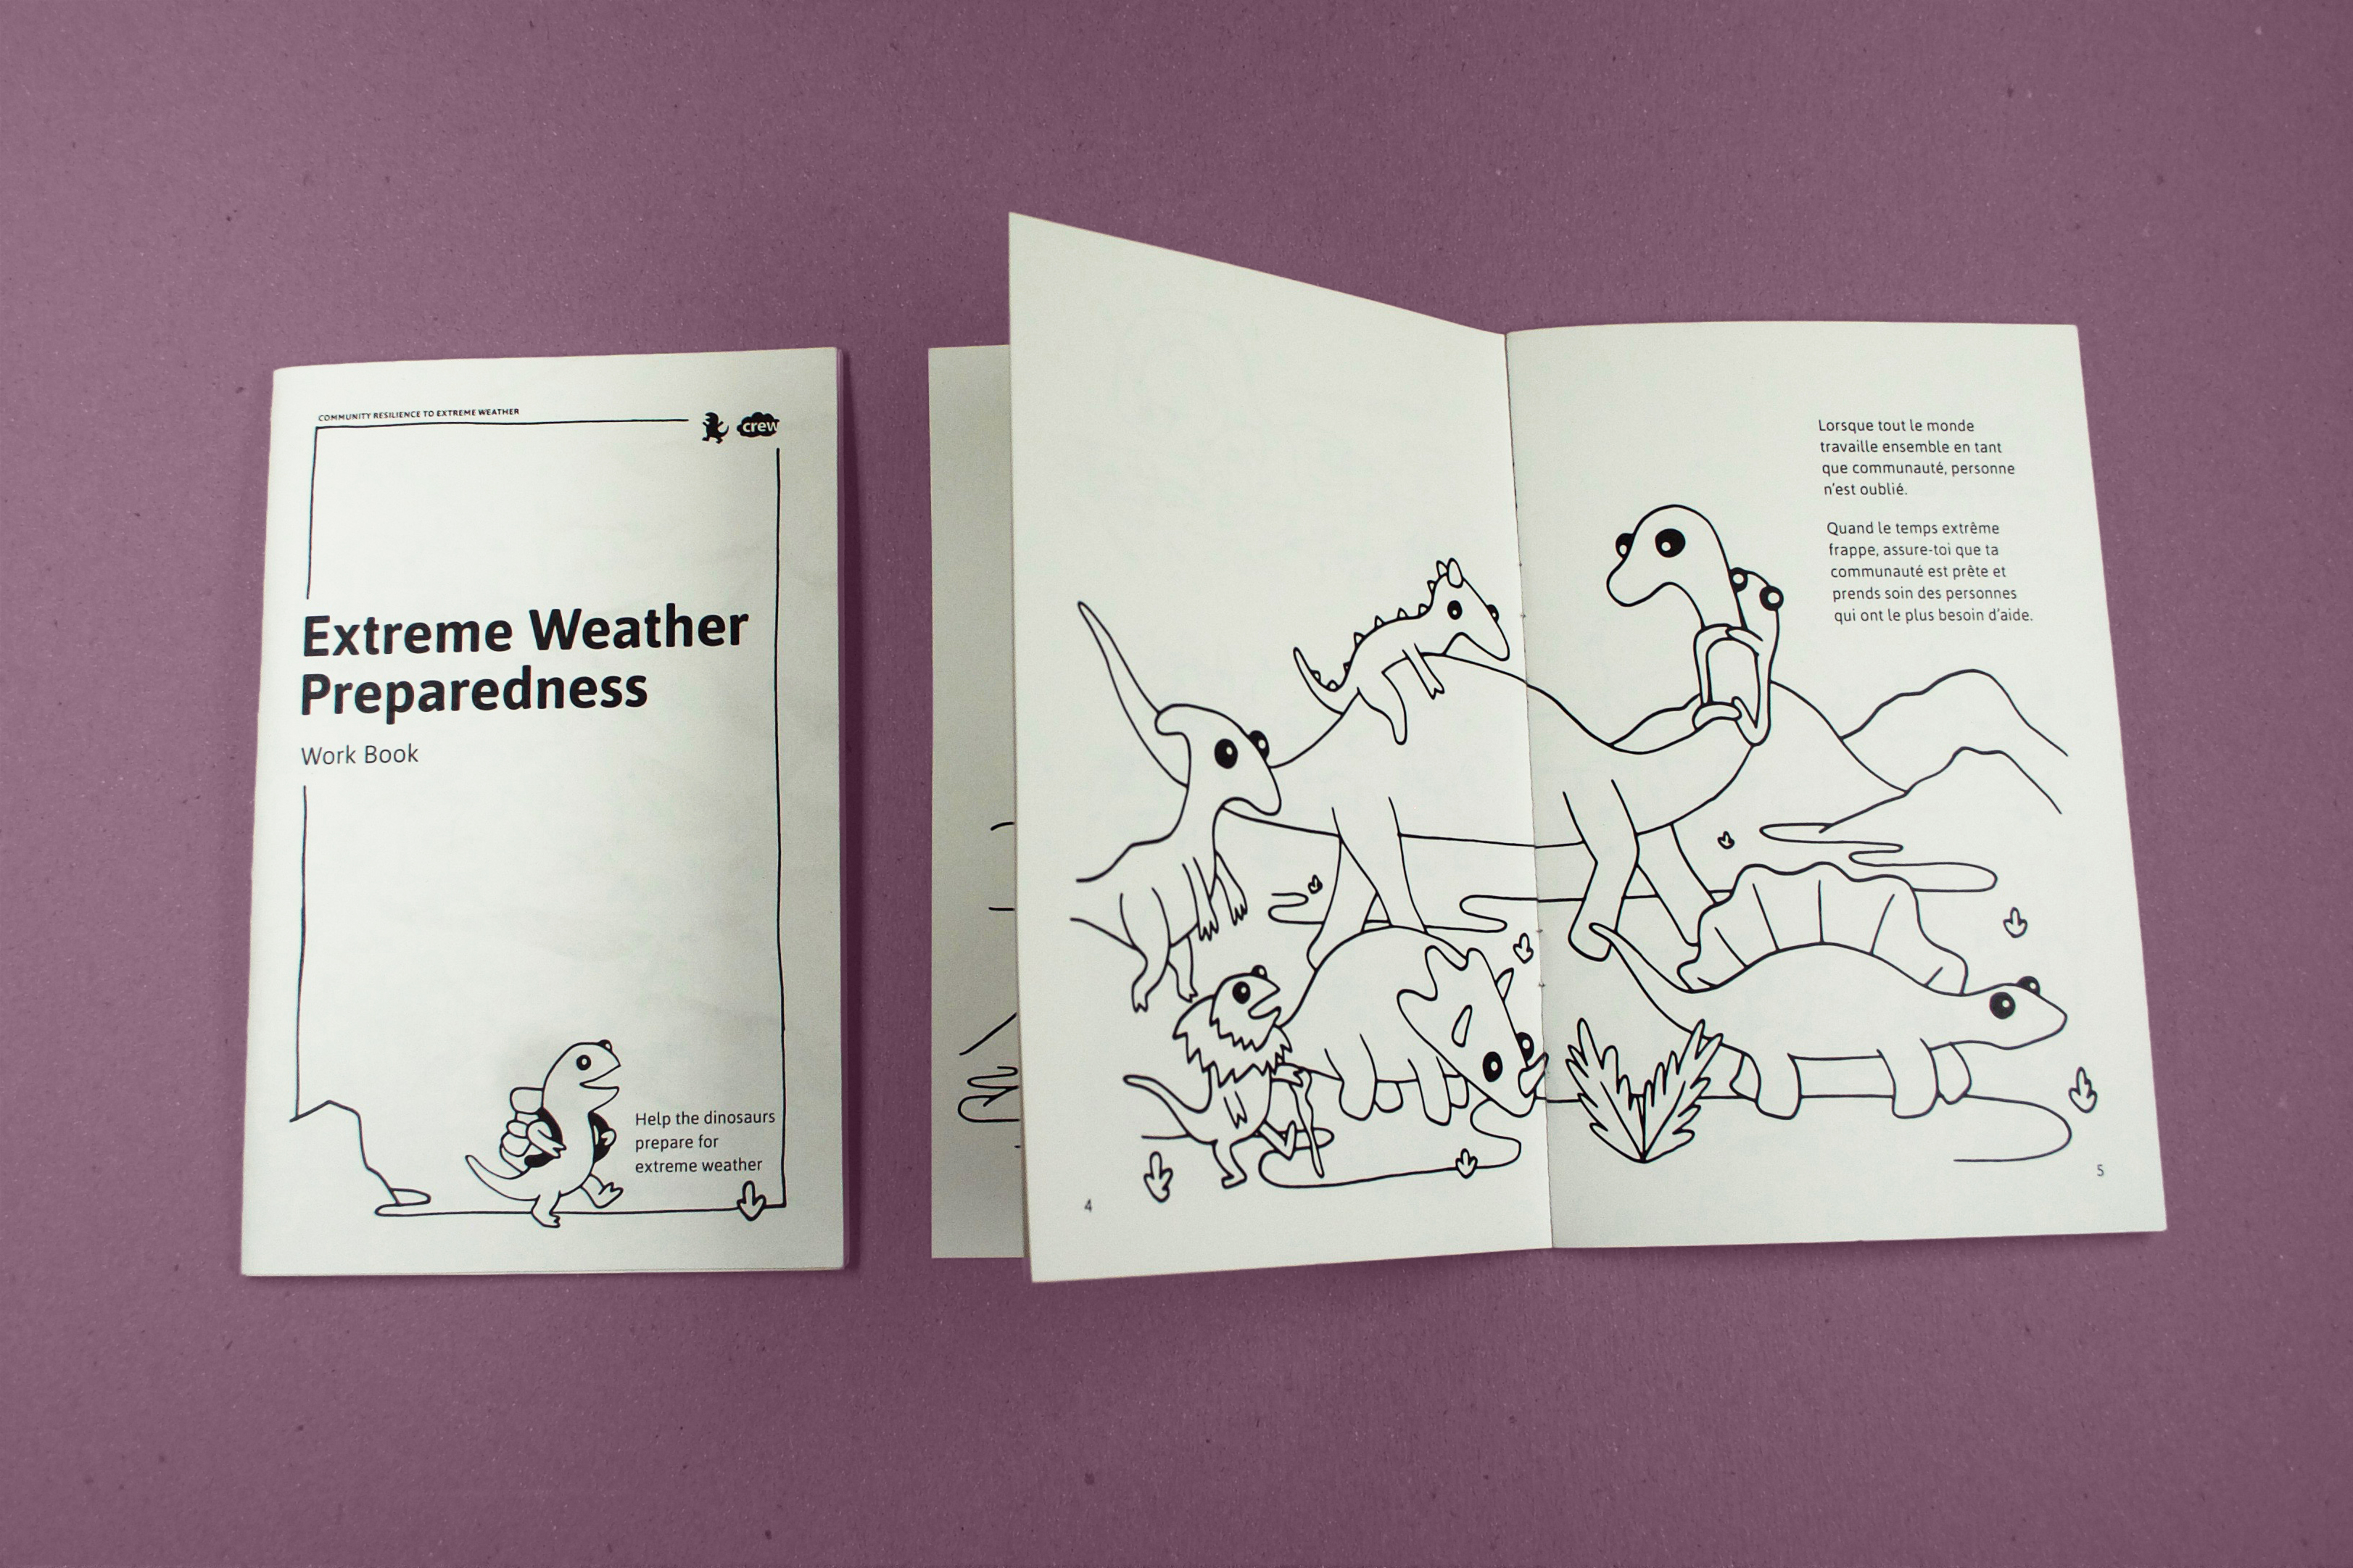 COMMUNITY RESILIENCE TO EXTREME WEATHER
crew
Extreme Weather
Preparedness
Work Book
Help the dinosaurs
prepare for
extreme weather
Lorsque tout le monde
travaille ensemble en tant
que communauté, personne
n'est oublié.
Quand le temps extrême
frappe, assure-toi que ta
communauté est prête et
prends soin des personnes
qui ont le plus besoin d'aide.
4
5